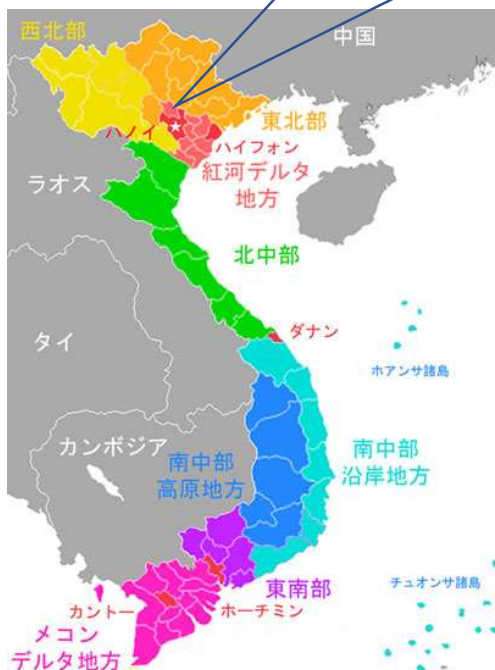 西北部
中国
東北部
ハノイ
ハイフォン
紅河デルタ
地方
ラオス
北中部
ダナン
タイ
ホアンサ諸島
カンボジア
南中部
高原地方
南中部
沿岸地方
東南部
チュオンサ諸島
カントー
ホーチミン
メコン
デルタ地方